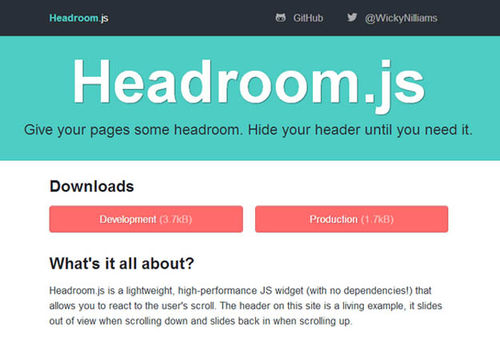 Headroom.js GitHub @WickyNilliams
Headroom.js
Give your pages some headroom. Hide your header until you need it.
Downloads
Development (3.7kB) Production (1.7kB)
What's it all about?
Headroom.js is a lightweight, high-performance JS widget (with no dependencies!) that
allows you to react to the user's scroll. The header on this site is a living example, it slides
out of view when scrolling down and slides back in when scrolling up.